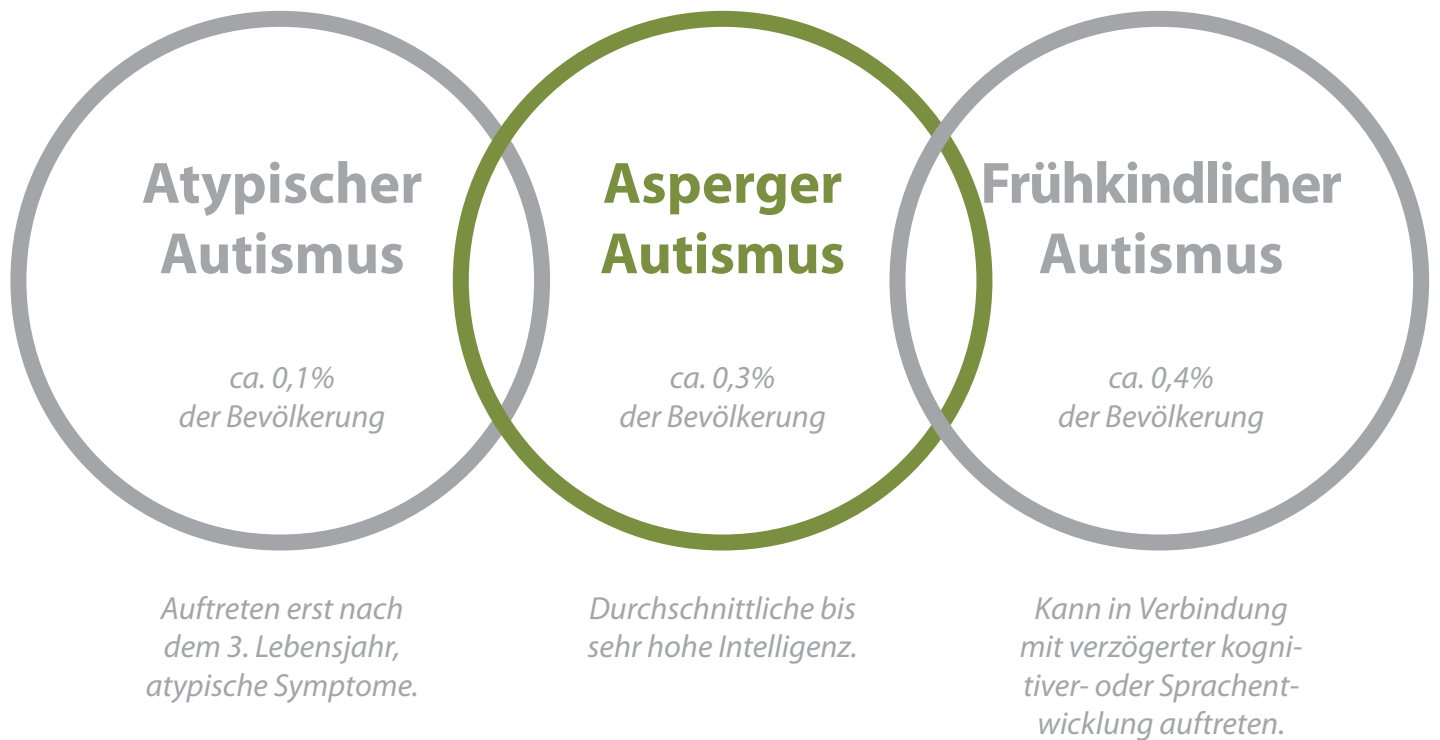 Atypischer
Autismus
ca. 0,1%
der Bevölkerung
Auftreten erst nach
dem 3. Lebensjahr,
atypische Symptome.
Asperger
Autismus
ca. 0,3%
der Bevölkerung
Durchschnittliche bis
sehr hohe Intelligenz.
Frühkindlicher
Autismus
ca. 0,4%
der Bevölkerung
Kann in Verbindung
mit verzögerter kogni-
tiver- oder Sprachent-
wicklung auftreten.